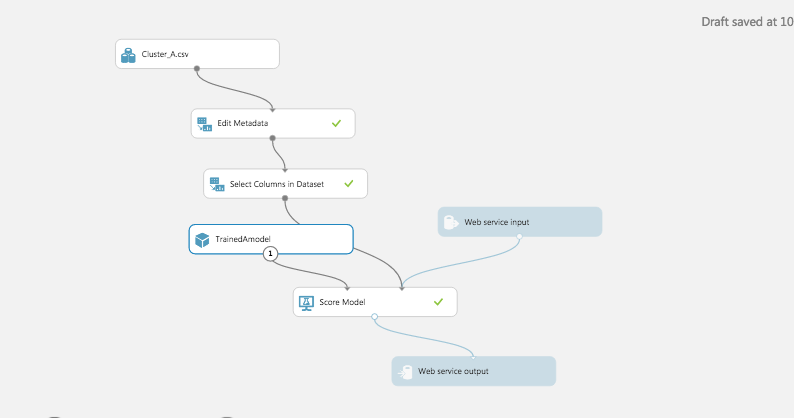 Draft saved at 10
Cluster_A.csv
Edit Metadata
Select Columns in Dataset
Web service input
TrainedAmodel
1
Score Model
Web service output